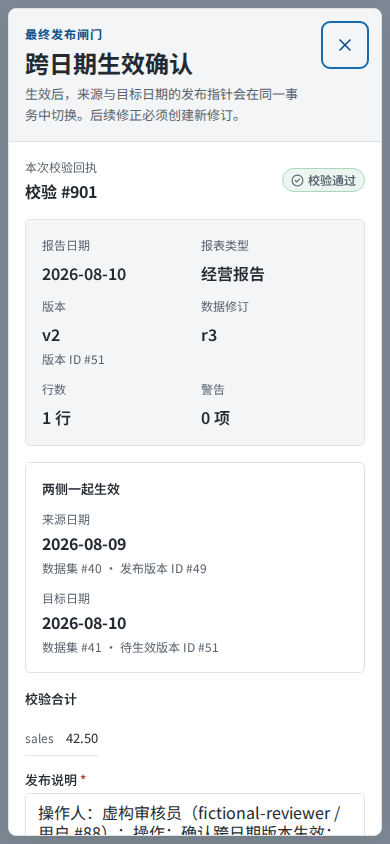 最终发布闸门
跨日期生效确认
生效后，来源与目标日期的发布指针会在同一事
务中切换。后续修正必须创建新修订。
本次校验回执
校验 #901
校验通过
报告日期
2026-08-10
报表类型
经营报告
版本
v2
版本 ID #51
数据修订
r3
行数
1 行
警告
0 项
两侧一起生效
来源日期
2026-08-09
数据集 #40 · 发布版本 ID #49
目标日期
2026-08-10
数据集 #41 · 待生效版本 ID #51
校验合计
sales 42.50
发布说明 *
操作人：虚构审核员（fictional-reviewer /
用户 #88）；操作：确认跨日期版本生效；